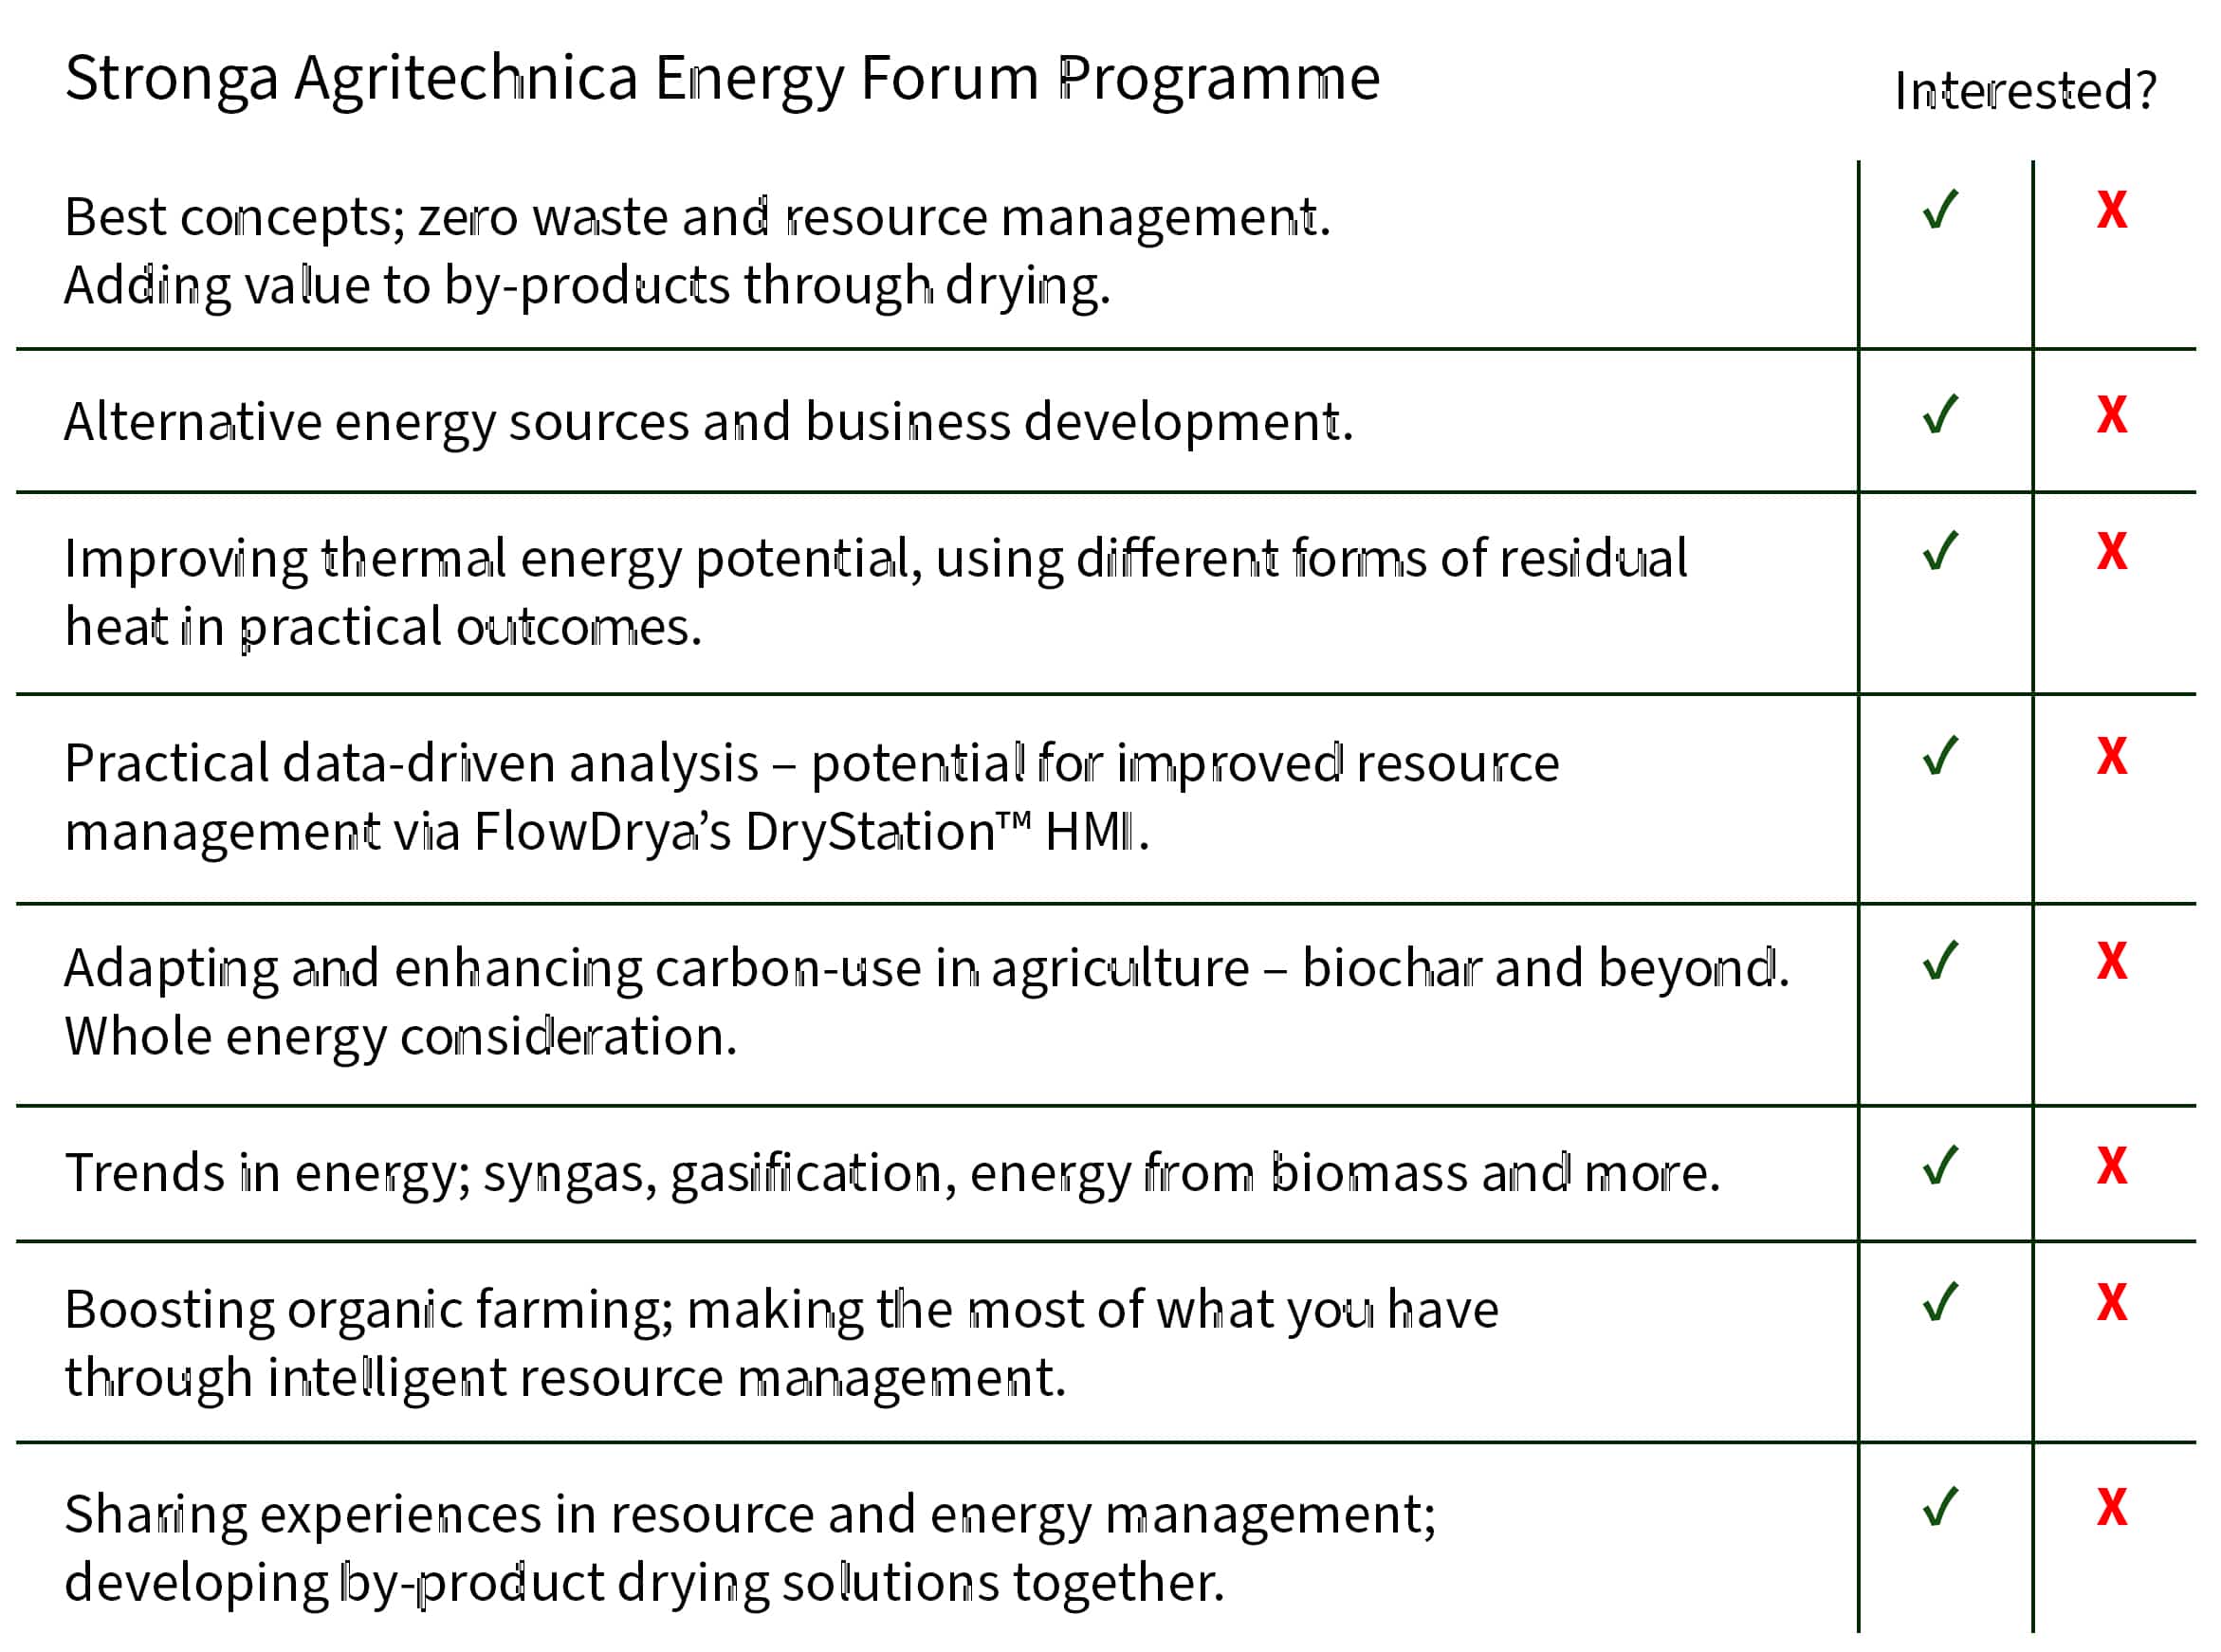 Stronga Agritechnica Energy Forum Programme
Interested?
Best concepts; zero waste and resource management. ✓ X
Adding value to by-products through drying.
Alternative energy sources and business development. ✓ X
Improving thermal energy potential, using different forms of residual ✓ X
heat in practical outcomes.
Practical data-driven analysis – potential for improved resource ✓ X
management via FlowDrya’s DryStation™ HMI.
Adapting and enhancing carbon-use in agriculture – biochar and beyond. ✓ X
Whole energy consideration.
Trends in energy; syngas, gasification, energy from biomass and more. ✓ X
Boosting organic farming; making the most of what you have ✓ X
through intelligent resource management.
Sharing experiences in resource and energy management; ✓ X
developing by-product drying solutions together.